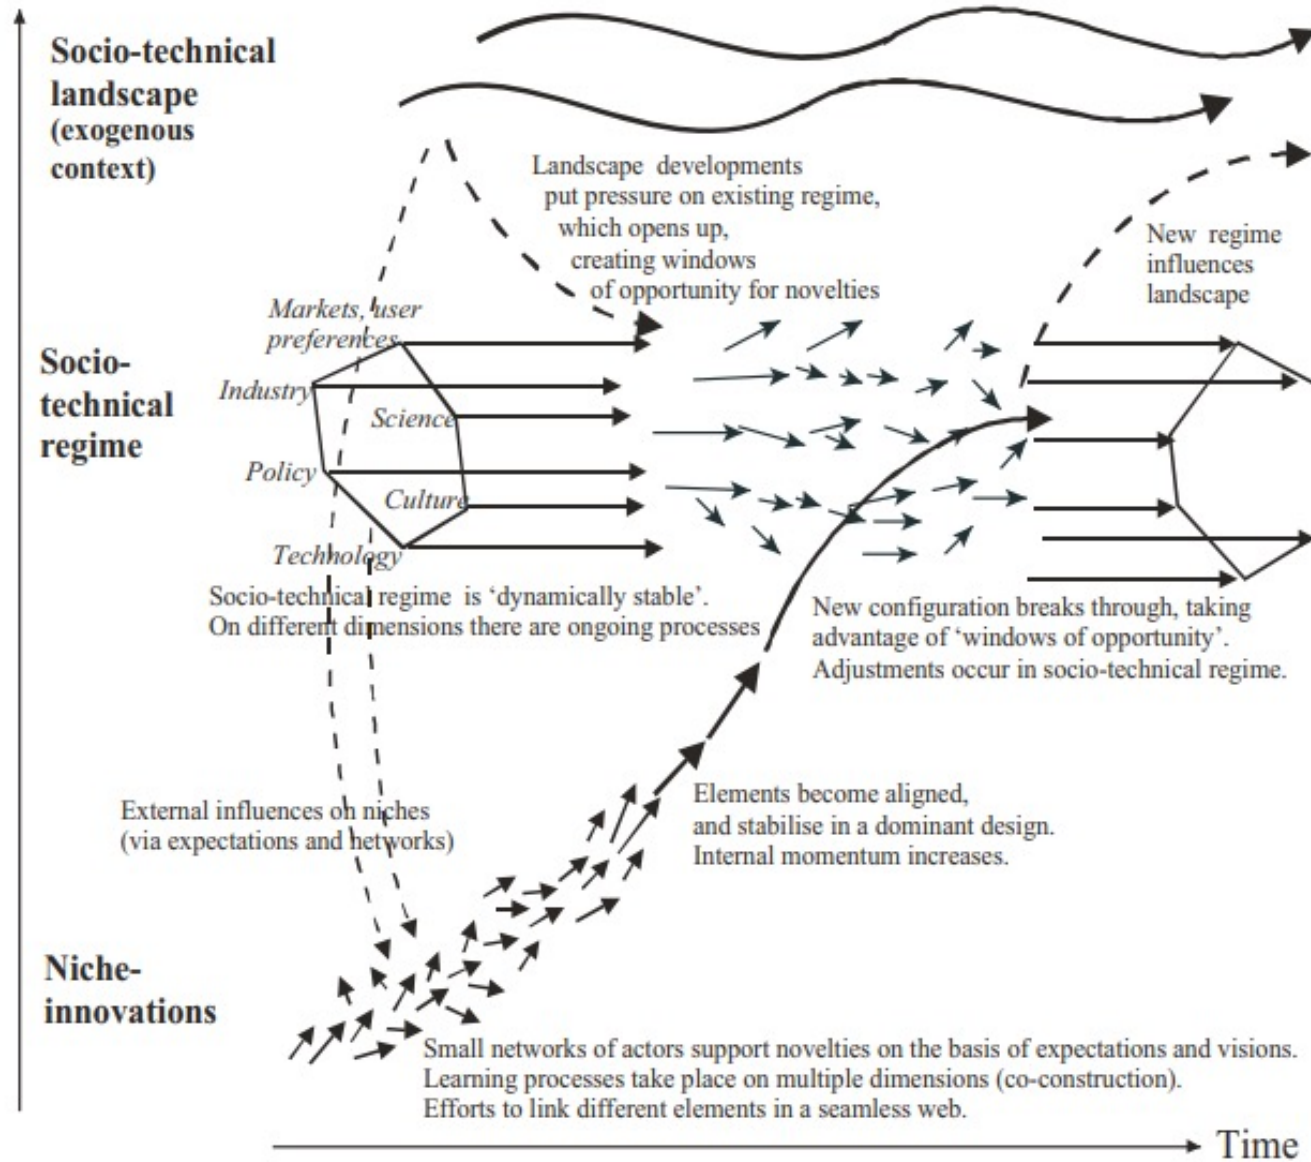 Socio-technical
landscape
(exogenous
context)
Landscape developments
put pressure on existing regime,
which opens up,
creating windows
of opportunity for novelties
New regime
influences
landscape
Socio-
technical
regime
Markets, user
preferences
Industry
Science
Policy
Culture
Technology
Socio-technical regime is ‘dynamically stable’.
On different dimensions there are ongoing processes
New configuration breaks through, taking
advantage of ‘windows of opportunity’.
Adjustments occur in socio-technical regime.
Elements become aligned,
and stabilise in a dominant design.
Internal momentum increases.
External influences on niches
(via expectations and networks)
Niche-
innovations
Small networks of actors support novelties on the basis of expectations and visions.
Learning processes take place on multiple dimensions (co-construction).
Efforts to link different elements in a seamless web.
Time